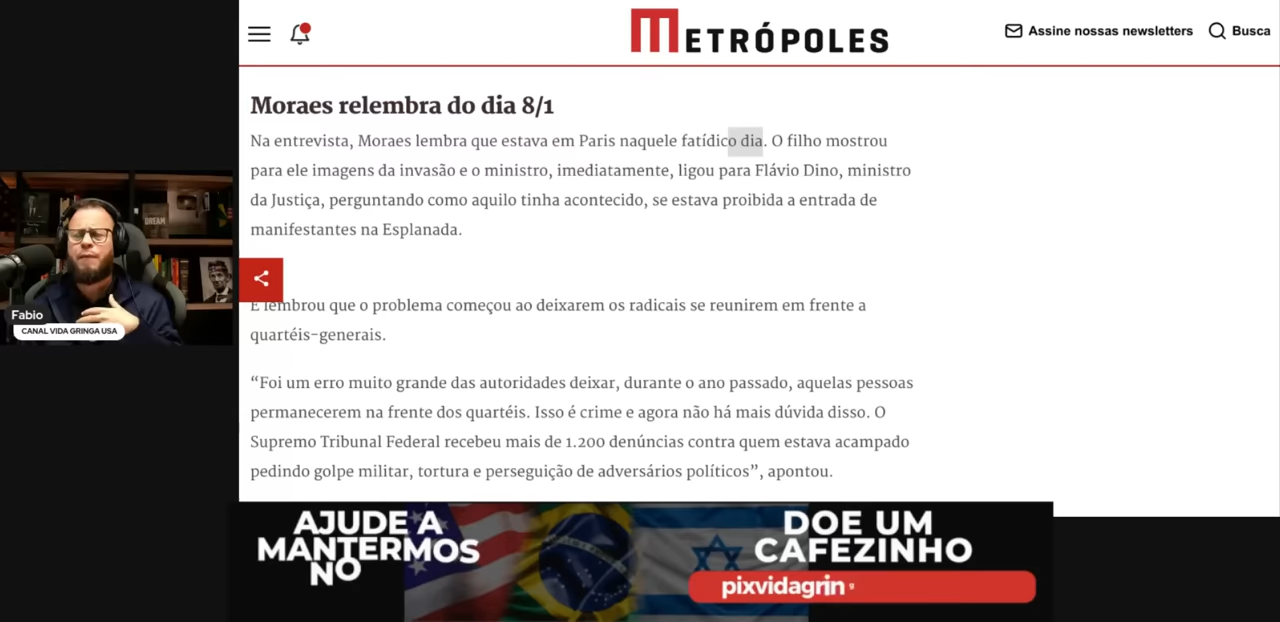 METRÓPOLES
Assine nossas newsletters
Busca
Moraes relembra do dia 8/1
Na entrevista, Moraes lembra que estava em Paris naquele fatídico dia. O filho mostrou
para ele imagens da invasão e o ministro, imediatamente, ligou para Flávio Dino, ministro
da Justiça, perguntando como aquilo tinha acontecido, se estava proibida a entrada de
manifestantes na Esplanada.
E lembrou que o problema começou ao deixarem os radicais se reunirem em frente a
quartéis-generais.
“Foi um erro muito grande das autoridades deixar, durante o ano passado, aquelas pessoas
permanecerem na frente dos quartéis. Isso é crime e agora não há mais dúvida disso. O
Supremo Tribunal Federal recebeu mais de 1.200 denúncias contra quem estava acampado
pedindo golpe militar, tortura e perseguição de adversários políticos”, apontou.
DREAM
Fabio
CANAL VIDA GRINGA USA
AJUDE A
MANTERMOS
NO
DOE UM
CAFEZINHO
pixvidagrin